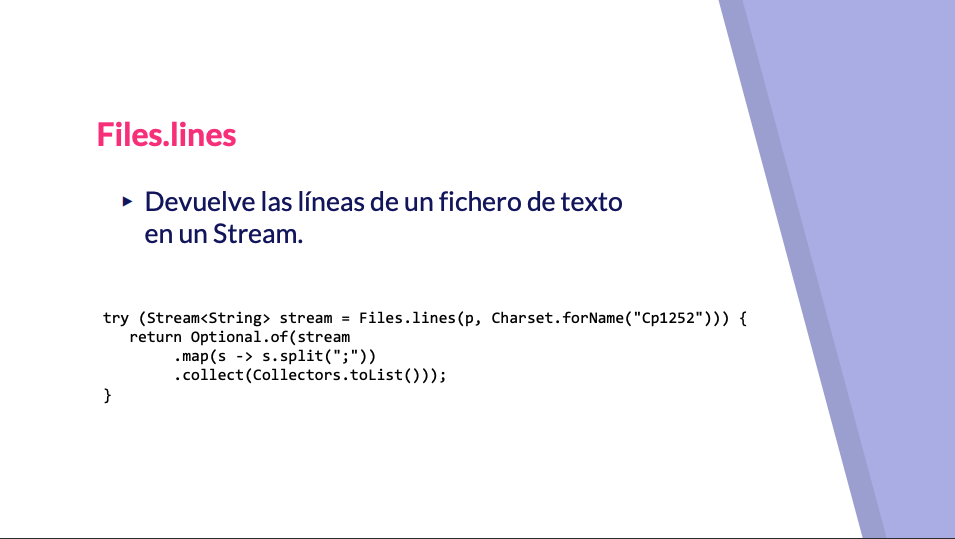 Files.lines
▸ Devuelve las líneas de un fichero de texto
en un Stream.
try (Stream<String> stream = Files.lines(p, Charset.forName("Cp1252"))) {
   return Optional.of(stream
        .map(s -> s.split(";"))
        .collect(Collectors.toList()));
}